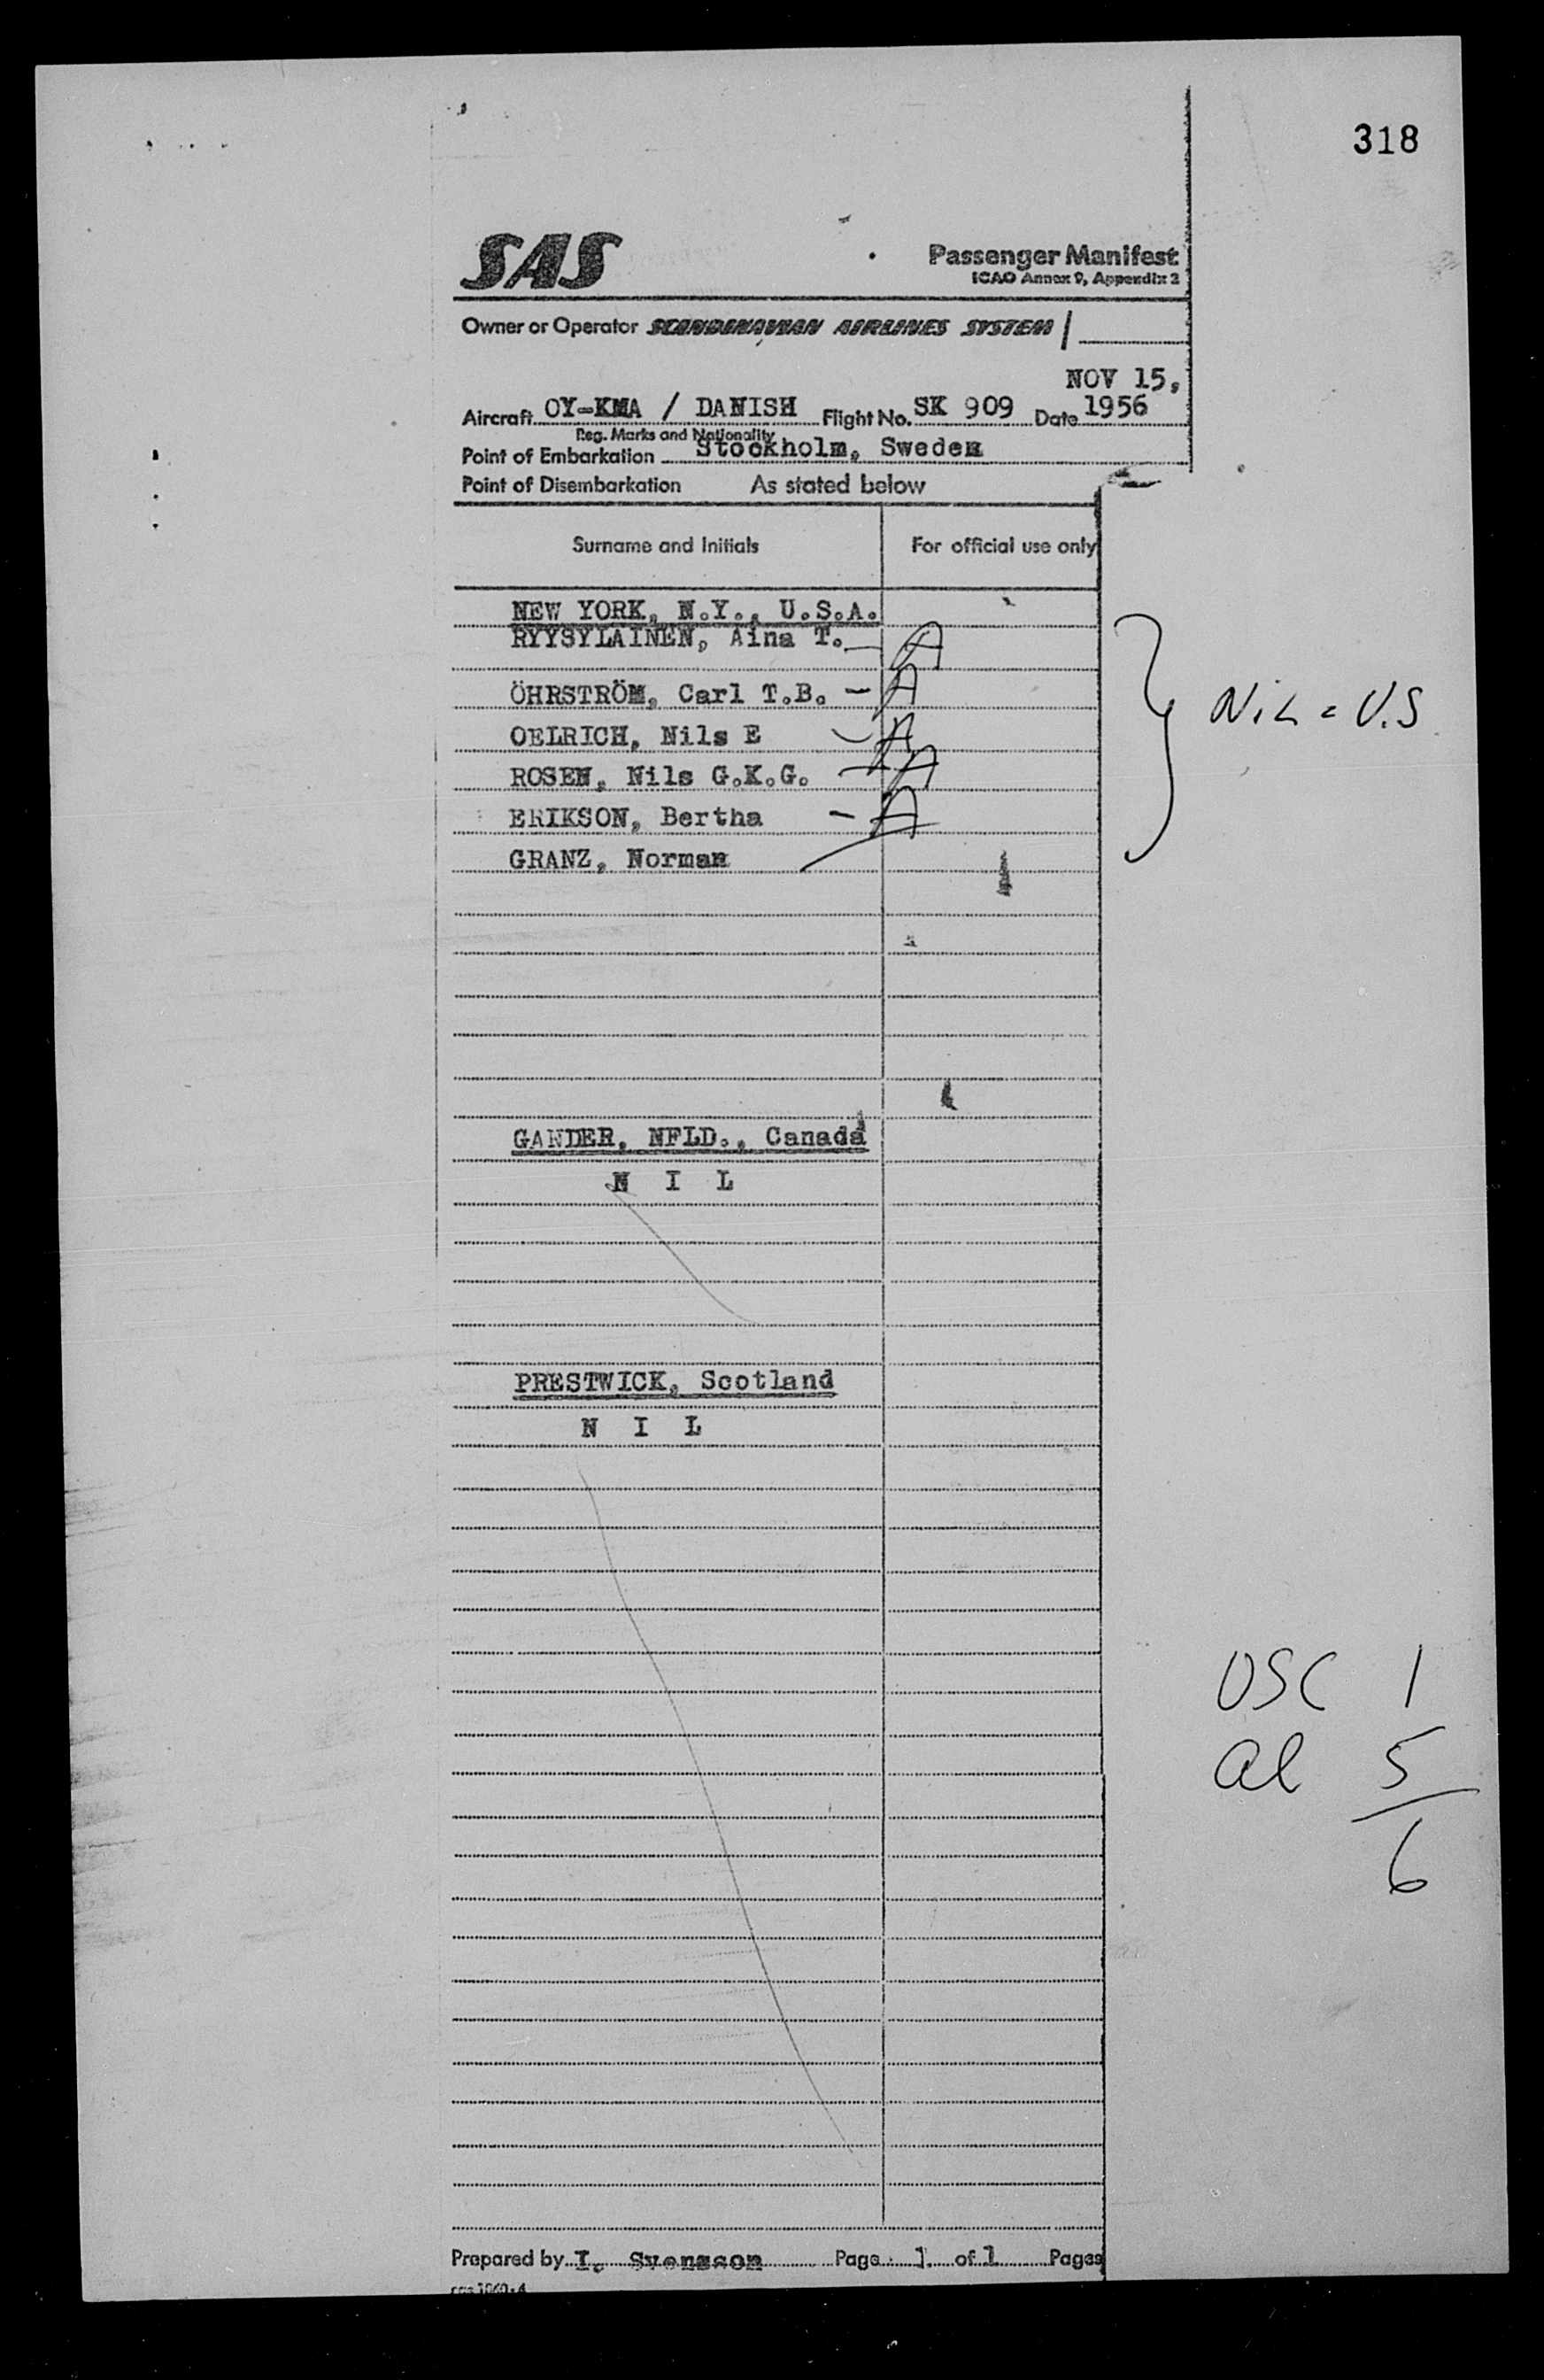 318
SAS
Passenger Manifest
ICAO Annex 9, Appendix 2
Owner or Operator SCANDINAVIAN AIRLINES SYSTEM /
NOV 15,
Aircraft OY-KMA / DANISH Flight No. SK 909 Date 1956
Reg. Marks and Nationality
Point of Embarkation Stockholm, Sweden
Point of Disembarkation As stated below
Surname and Initials For official use only
NEW YORK, N.Y., U.S.A.
RYYSYLAINEN, Aina T. — A
ÖHRSTRÖM, Carl T.B. — A
OELRICH, Nils E — A
ROSEN, Nils G.K.G. — A
ERIKSON, Bertha — A
GRANZ, Norman
NIL = U.S
GANDER, NFLD., Canada
N I L
PRESTWICK, Scotland
N I L
USC 1
al 5
6
Prepared by I. Svensson Page 1 of 1 Pages